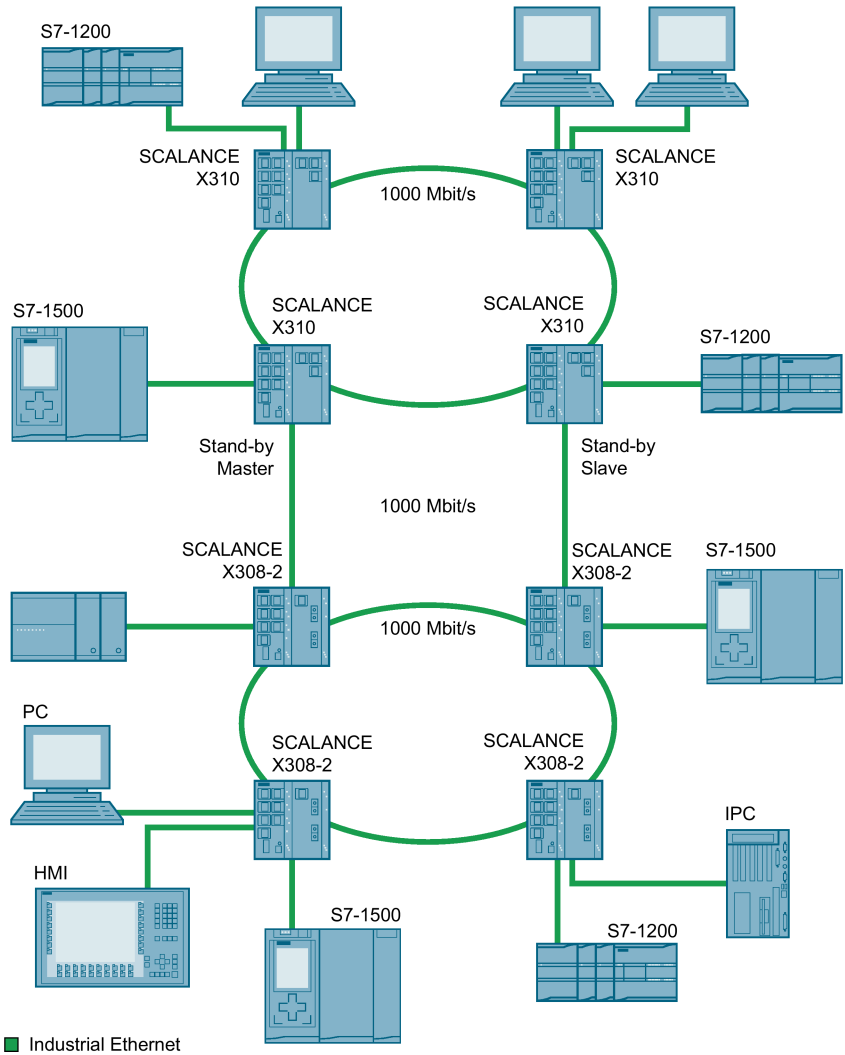 S7-1200
SCALANCE
X310
1000 Mbit/s
SCALANCE
X310
S7-1500
SCALANCE
X310
SCALANCE
X310
S7-1200
Stand-by
Master
Stand-by
Slave
1000 Mbit/s
SCALANCE
X308-2
SCALANCE
X308-2
S7-1500
1000 Mbit/s
PC
SCALANCE
X308-2
SCALANCE
X308-2
IPC
HMI
S7-1500
S7-1200
Industrial Ethernet